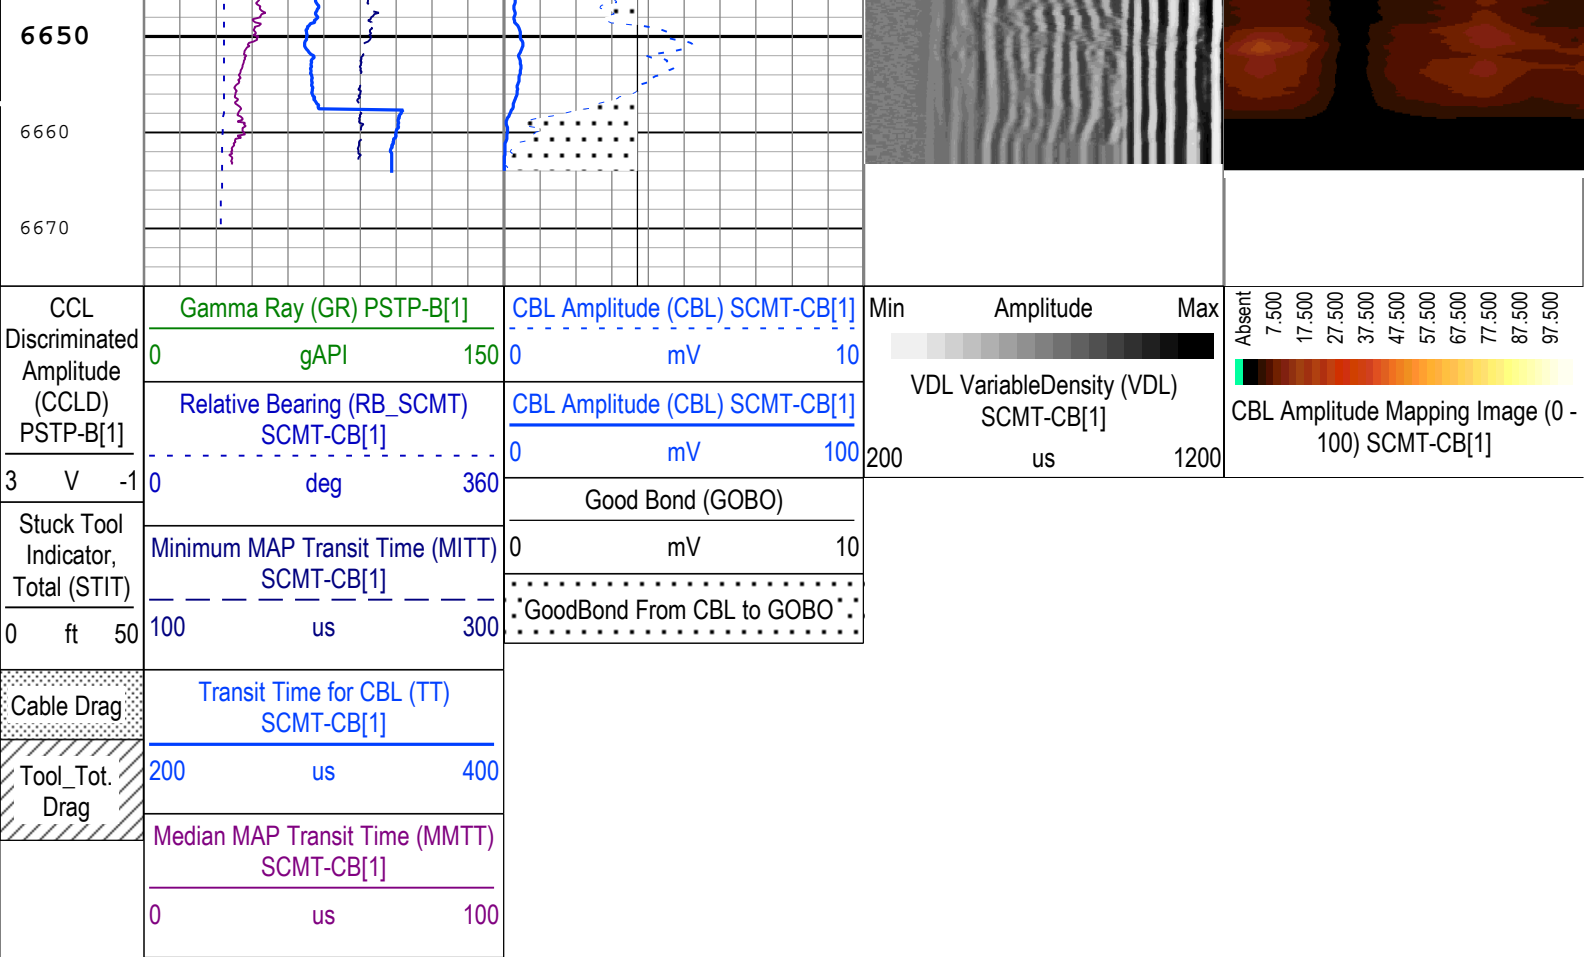 6650
6660
6670
CCL
Discriminated
Amplitude
(CCLD)
PSTP-B[1]
3 V -1
Stuck Tool
Indicator,
Total (STIT)
0 ft 50
Cable Drag
Tool_Tot.
Drag
Gamma Ray (GR) PSTP-B[1]
0 gAPI 150
Relative Bearing (RB_SCMT)
SCMT-CB[1]
0 deg 360
Minimum MAP Transit Time (MITT)
SCMT-CB[1]
100 us 300
Transit Time for CBL (TT)
SCMT-CB[1]
200 us 400
Median MAP Transit Time (MMTT)
SCMT-CB[1]
0 us 100
CBL Amplitude (CBL) SCMT-CB[1]
0 mV 10
CBL Amplitude (CBL) SCMT-CB[1]
0 mV 100
Good Bond (GOBO)
0 mV 10
GoodBond From CBL to GOBO
Min Amplitude Max
VDL VariableDensity (VDL)
SCMT-CB[1]
200 us 1200
Absent
7.500
17.500
27.500
37.500
47.500
57.500
67.500
77.500
87.500
97.500
CBL Amplitude Mapping Image (0 -
100) SCMT-CB[1]